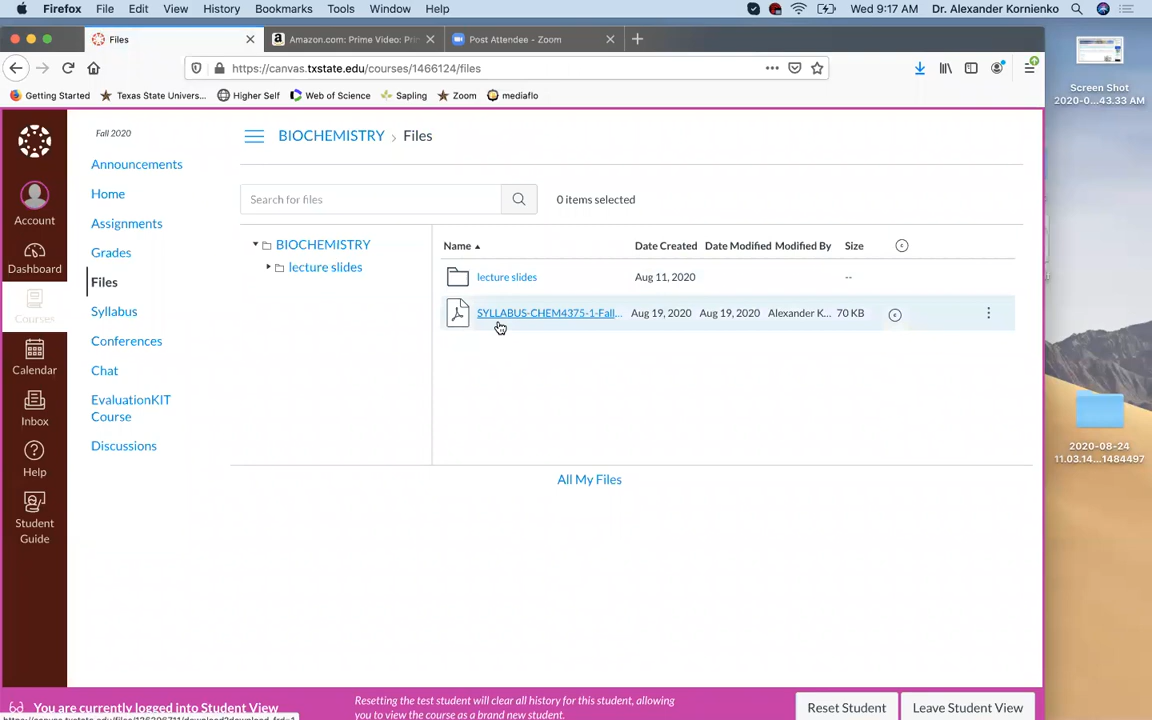 Firefox File Edit View History Bookmarks Tools Window Help Wed 9:17 AM Dr. Alexander Kornienko
Files Amazon.com: Prime Video: Pri Post Attendee - Zoom
https://canvas.txstate.edu/courses/1466124/files
Getting Started Texas State Univers... Higher Self Web of Science Sapling Zoom mediaflo
Screen Shot
2020-0...43.33 AM
Fall 2020
BIOCHEMISTRY > Files
Announcements
Home
Assignments
Grades
Files
Syllabus
Conferences
Chat
EvaluationKIT
Course
Discussions
Account
Dashboard
Courses
Calendar
Inbox
Help
Student
Guide
Search for files 0 items selected
BIOCHEMISTRY
lecture slides
Name Date Created Date Modified Modified By Size
lecture slides Aug 11, 2020 --
SYLLABUS-CHEM4375-1-Fall... Aug 19, 2020 Aug 19, 2020 Alexander K... 70 KB
All My Files
2020-08-24
11.03.14...1484497
You are currently logged into Student View
Resetting the test student will clear all history for this student, allowing
you to view the course as a brand new student.
Reset Student Leave Student View